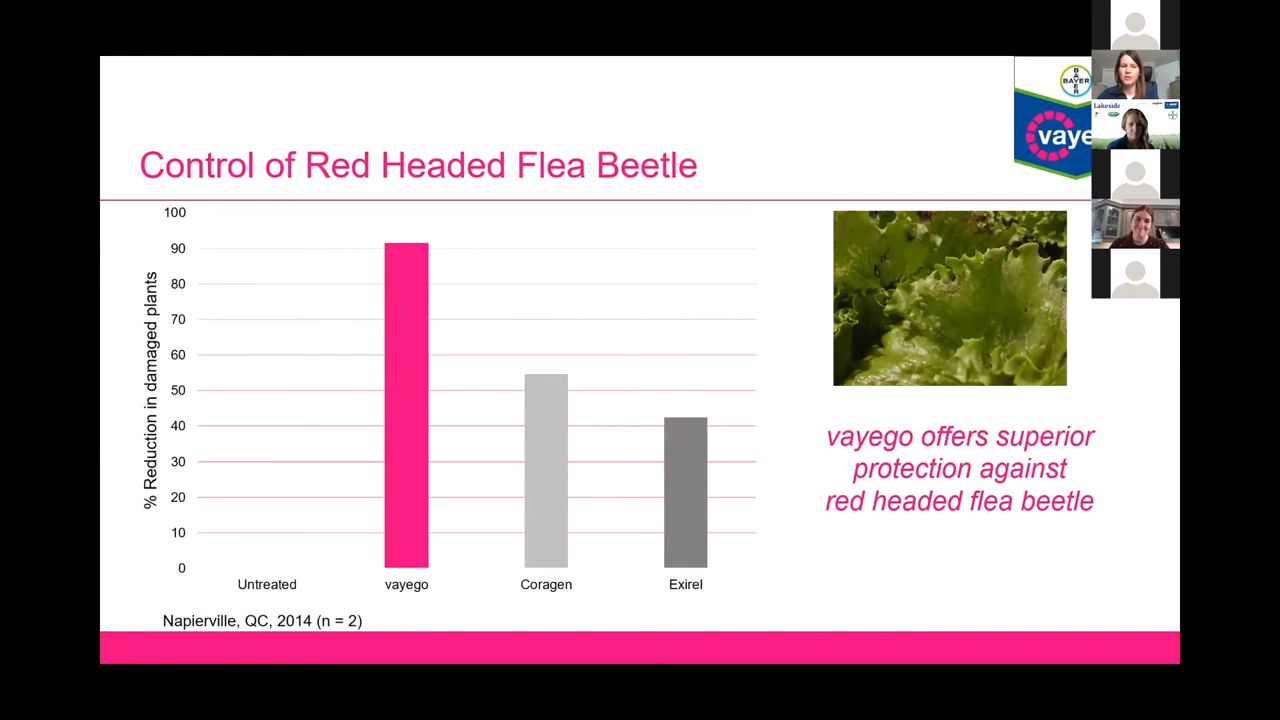 BAYER
BAYER
vaye
Lakeside
Control of Red Headed Flea Beetle
% Reduction in damaged plants
100
90
80
70
60
50
40
30
20
10
0
Untreated
vayego
Coragen
Exirel
Napierville, QC, 2014 (n = 2)
vayego offers superior
protection against
red headed flea beetle